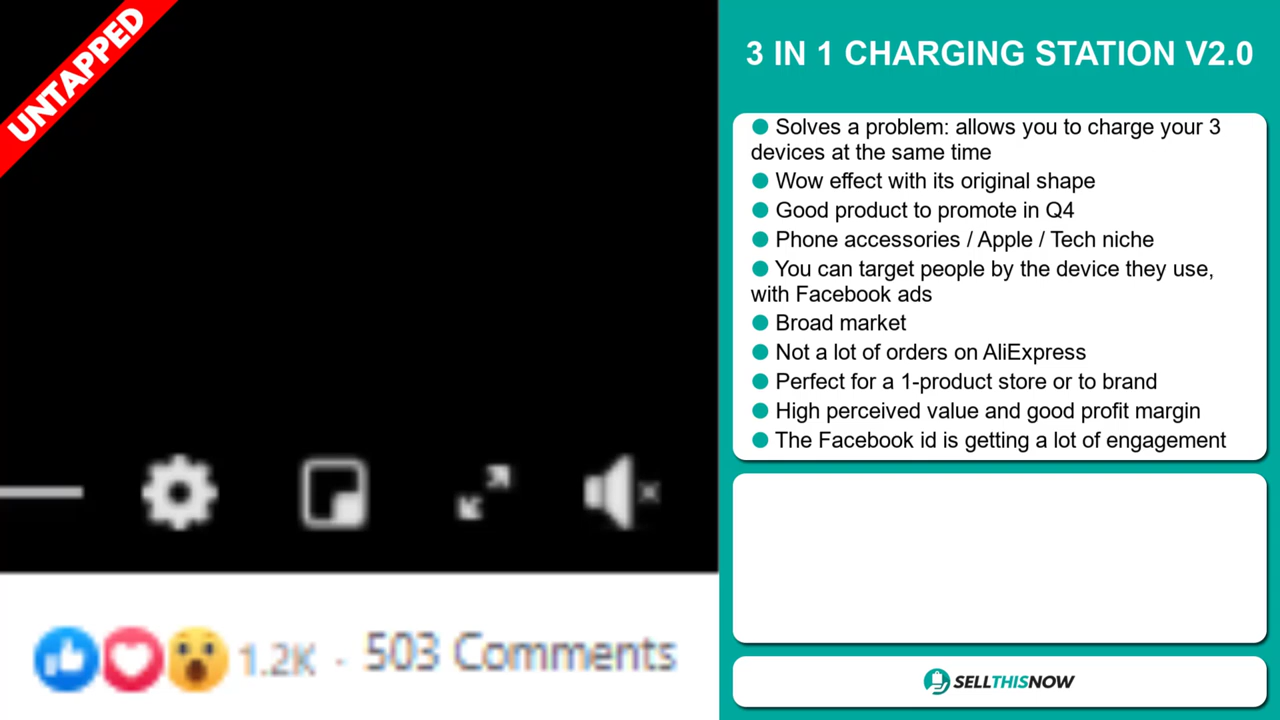 UNTAPPED
3 IN 1 CHARGING STATION V2.0
● Solves a problem: allows you to charge your 3
devices at the same time
● Wow effect with its original shape
● Good product to promote in Q4
● Phone accessories / Apple / Tech niche
● You can target people by the device they use,
with Facebook ads
● Broad market
● Not a lot of orders on AliExpress
● Perfect for a 1-product store or to brand
● High perceived value and good profit margin
● The Facebook id is getting a lot of engagement
1.2K · 503 Comments
SELLTHISNOW